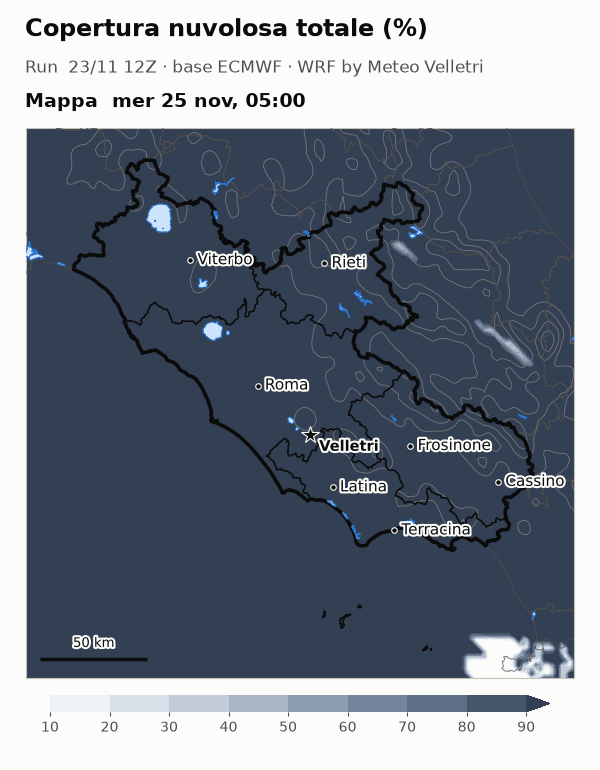 Copertura nuvolosa totale (%)
Run 23/11 12Z · base ECMWF · WRF by Meteo Velletri
Mappa mer 25 nov, 05:00
Viterbo
Rieti
Roma
Velletri
Frosinone
Latina
Cassino
Terracina
50 km
10 20 30 40 50 60 70 80 90